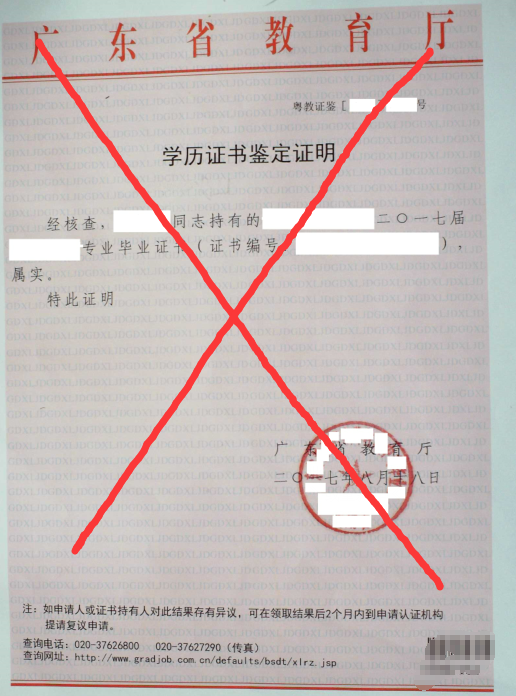 广东省教育厅
粤教证鉴[ 号
学历证书鉴定证明
经核查， 同志持有的 二〇一七届
专业毕业证书（证书编号 ），
属实。
特此证明
广东省教育厅
二〇一七年八月十八日
注：如申请人或证书持有人对此结果存有异议，可在领取结果后2个月内到申请认证机构
提请复议申请。
查询电话：020-37626800 020-37627290（传真）
查询网址：http://www.gradjob.com.cn/defaults/bsdt/xlrz.jsp